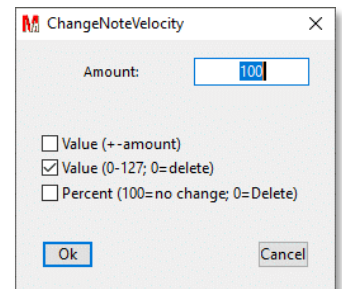 ChangeNoteVelocity
Amount: 100
Value (+-amount)
Value (0-127; 0=delete)
Percent (100=no change; 0=Delete)
Ok Cancel